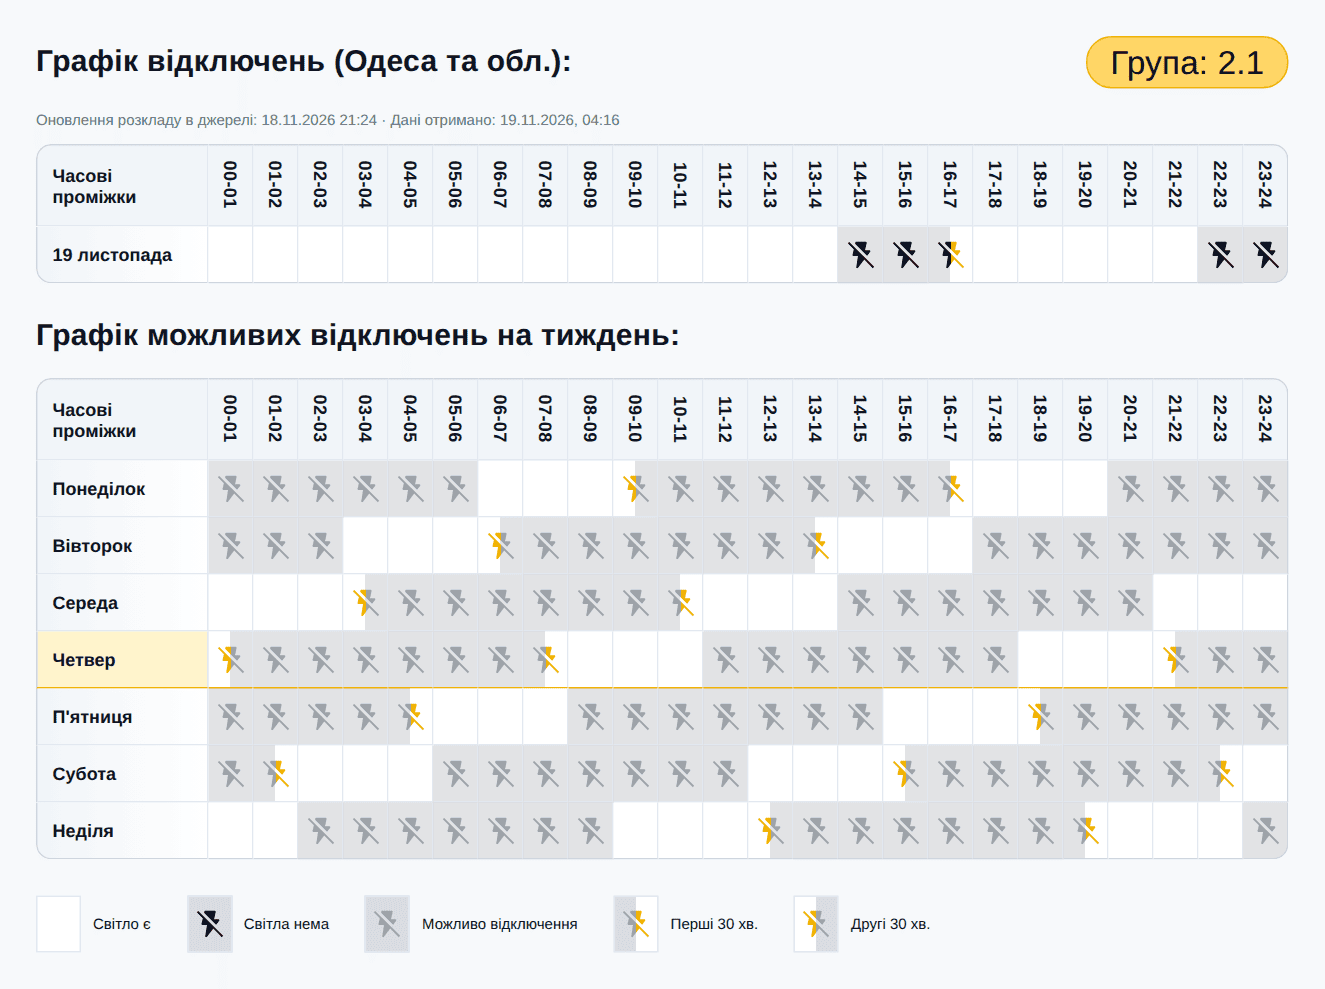 Графік відключень (Одеса та обл.):
Група: 2.1
Оновлення розкладу в джерелі: 18.11.2026 21:24 · Дані отримано: 19.11.2026, 04:16
Часові проміжки 00-01 01-02 02-03 03-04 04-05 05-06 06-07 07-08 08-09 09-10 10-11 11-12 12-13 13-14 14-15 15-16 16-17 17-18 18-19 19-20 20-21 21-22 22-23 23-24
19 листопада
Графік можливих відключень на тиждень:
Часові проміжки 00-01 01-02 02-03 03-04 04-05 05-06 06-07 07-08 08-09 09-10 10-11 11-12 12-13 13-14 14-15 15-16 16-17 17-18 18-19 19-20 20-21 21-22 22-23 23-24
Понеділок
Вівторок
Середа
Четвер
П'ятниця
Субота
Неділя
Світло є Світла нема Можливо відключення Перші 30 хв. Другі 30 хв.